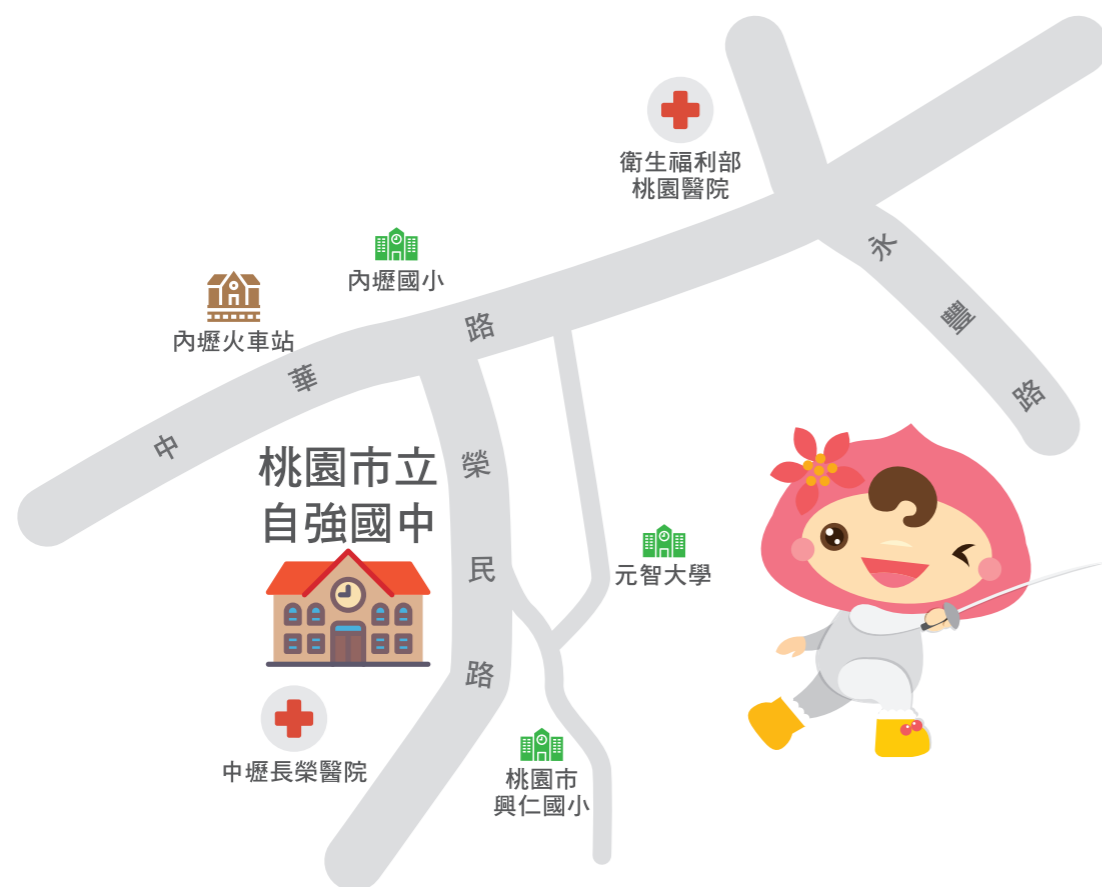 衛生福利部
桃園醫院
內壢國小
內壢火車站
中華路
永豐路
桃園市立
自強國中
榮民路
元智大學
中壢長榮醫院
桃園市
興仁國小